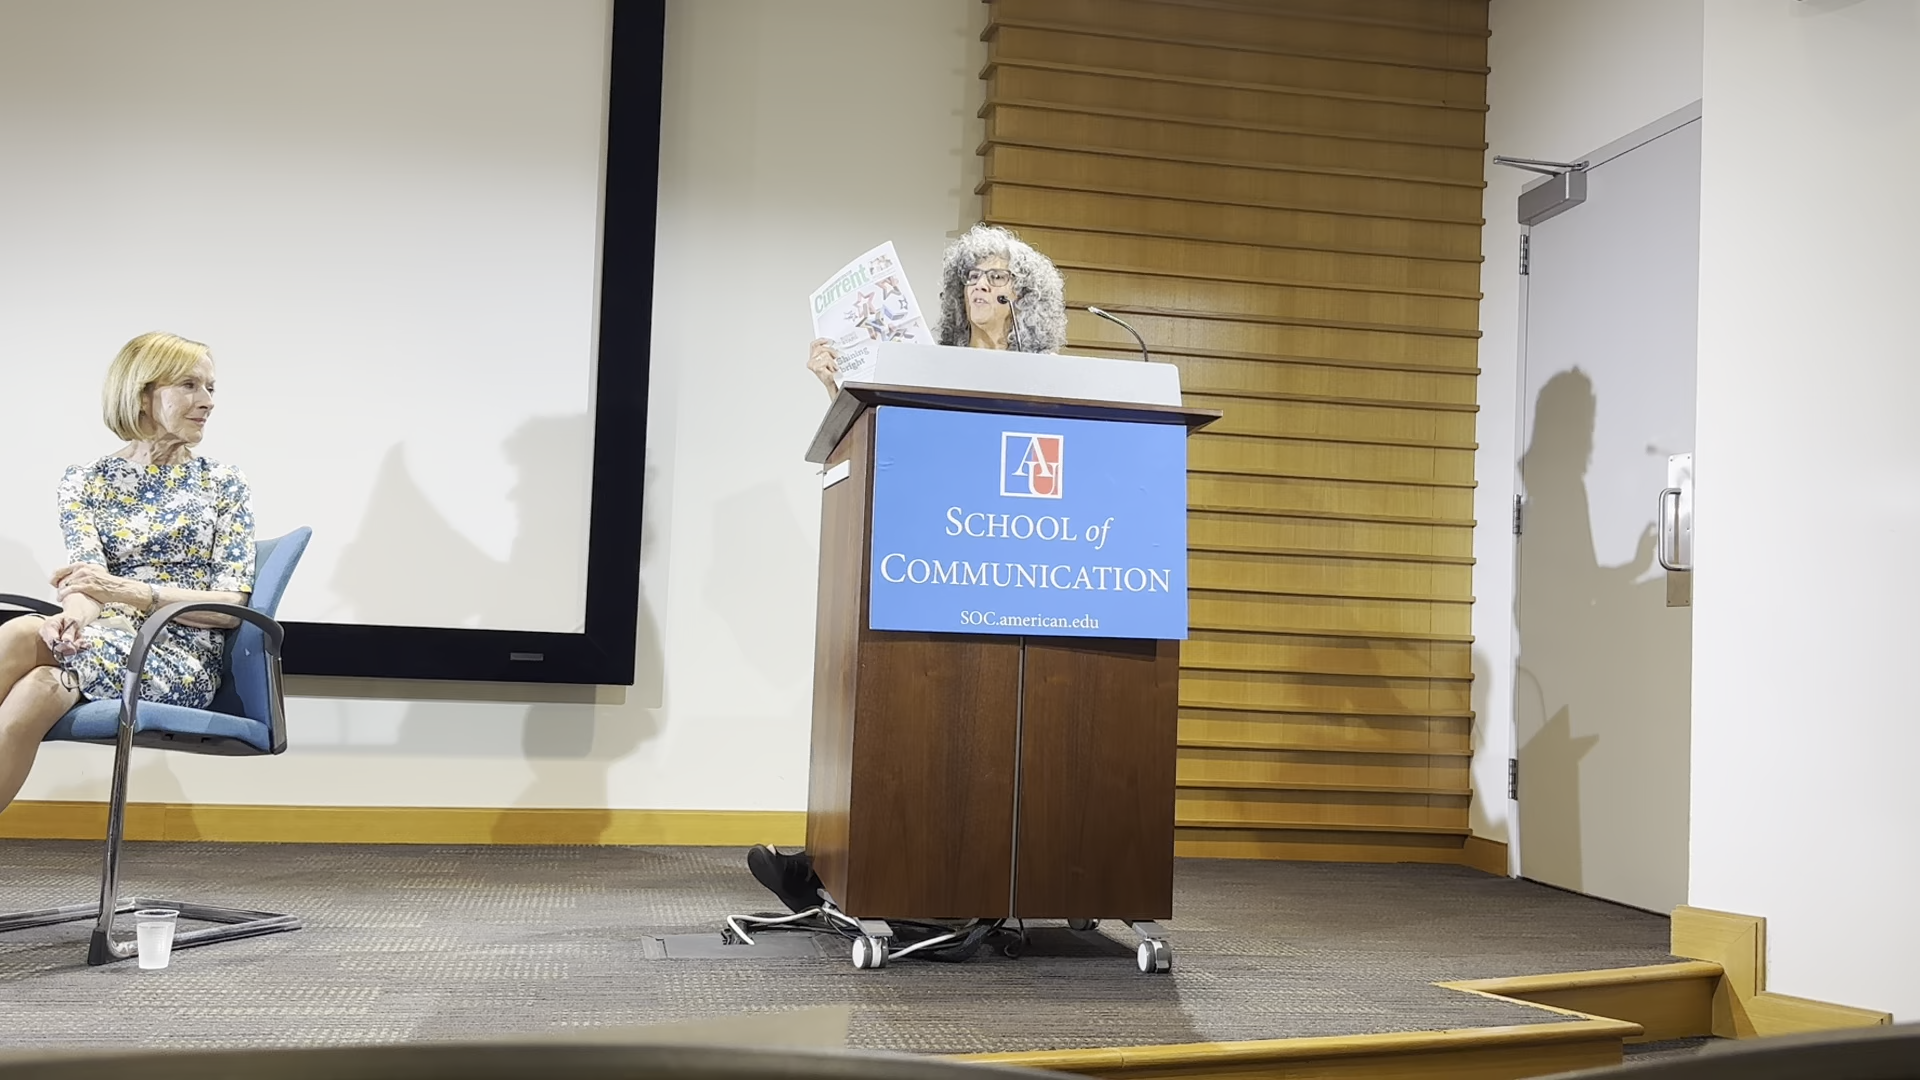 Current
Shining
bright
AU
SCHOOL of
COMMUNICATION
SOC.american.edu